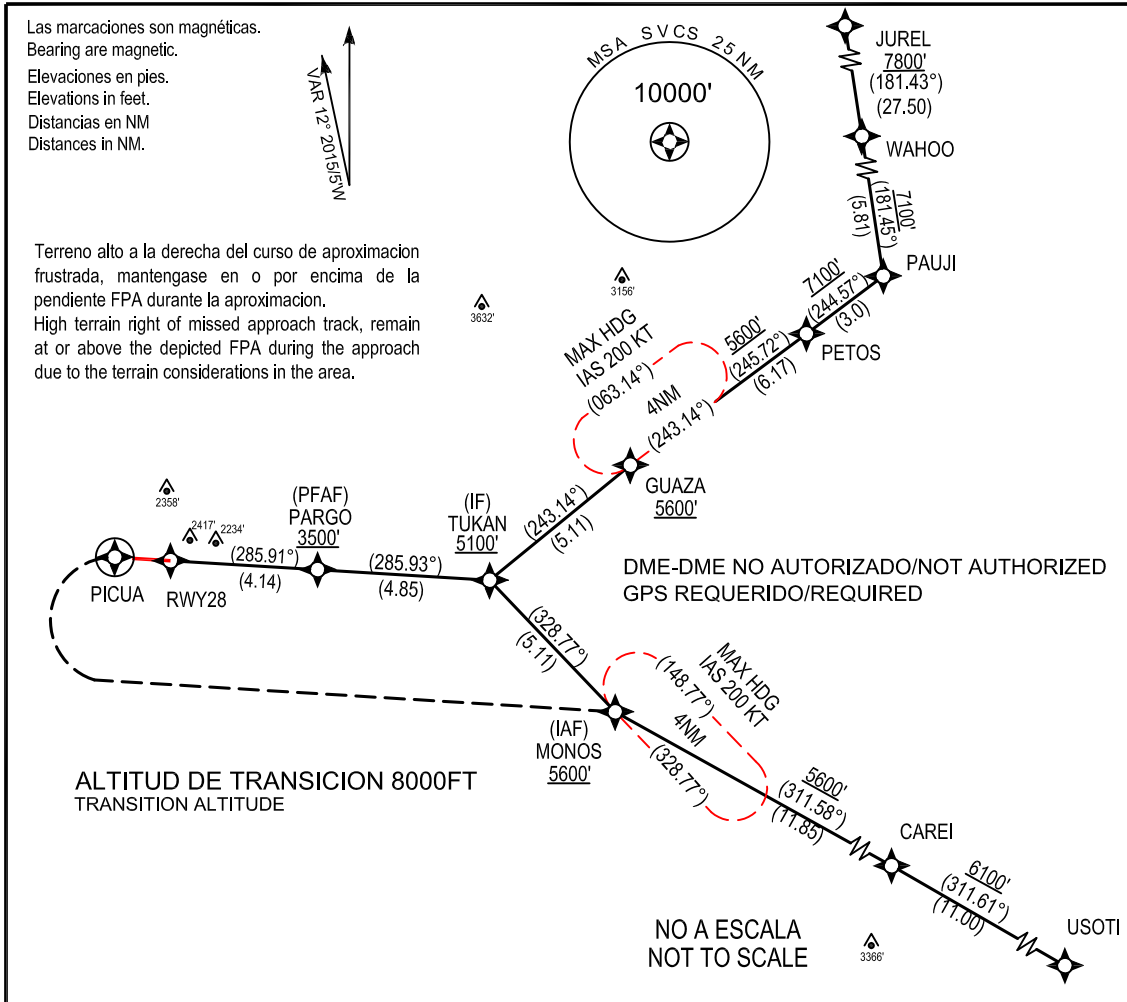 Las marcaciones son magnéticas.
Bearing are magnetic.
Elevaciones en pies.
Elevations in feet.
Distancias en NM
Distances in NM.
VAR 12° 2015/5'W
MSA SVCS 25 NM
10000'
JUREL
7800'
(181.43°)
(27.50)
WAHOO
7100'
(181.45°)
(5.81)
PAUJI
Terreno alto a la derecha del curso de aproximacion
frustrada, mantengase en o por encima de la
pendiente FPA durante la aproximacion.
High terrain right of missed approach track, remain
at or above the depicted FPA during the approach
due to the terrain considerations in the area.
3632'
3156'
7100'
(244.57°)
(3.0)
PETOS
5600'
(245.72°)
(6.17)
MAX HDG
IAS 200 KT
(063.14°)
4NM
(243.14°)
GUAZA
5600'
(243.14°)
(5.11)
(IF)
TUKAN
5100'
(PFAF)
PARGO
3500'
2358'
2417'
2234'
(285.91°)
(4.14)
(285.93°)
(4.85)
PICUA
RWY28
DME-DME NO AUTORIZADO/NOT AUTHORIZED
GPS REQUERIDO/REQUIRED
(328.77°)
(5.11)
MAX HDG
IAS 200 KT
(148.77°)
4NM
(328.77°)
(IAF)
MONOS
5600'
ALTITUD DE TRANSICION 8000FT
TRANSITION ALTITUDE
5600'
(311.58°)
(11.85)
CAREI
6100'
(311.61°)
(11.00)
USOTI
NO A ESCALA
NOT TO SCALE
3366'